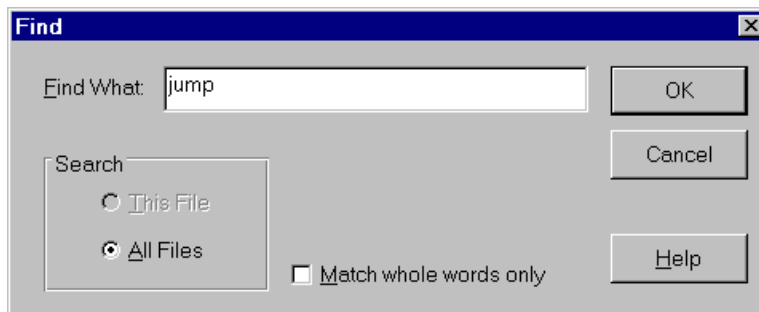 Find
Find What: jump
OK
Cancel
Search
This File
All Files
Match whole words only
Help